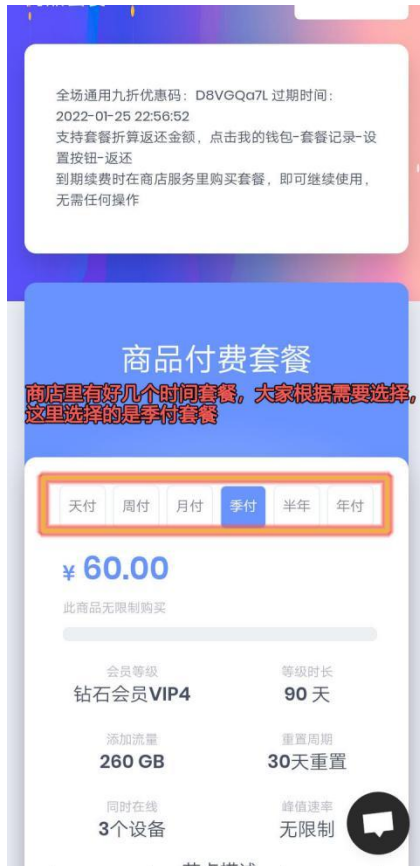 全场通用九折优惠码：D8VGQa7L 过期时间：
2022-01-25 22:56:52
支持套餐折算返还金额，点击我的钱包-套餐记录-设
置按钮-返还
到期续费时在商店服务里购买套餐，即可继续使用，
无需任何操作
商品付费套餐
商店里有好几个时间套餐，大家根据需要选择，
这里选择的是季付套餐
天付 周付 月付 季付 半年 年付
¥ 60.00
此商品无限制购买
会员等级 等级时长
钻石会员VIP4 90 天
添加流量 重置周期
260 GB 30天重置
同时在线 峰值速率
3个设备 无限制